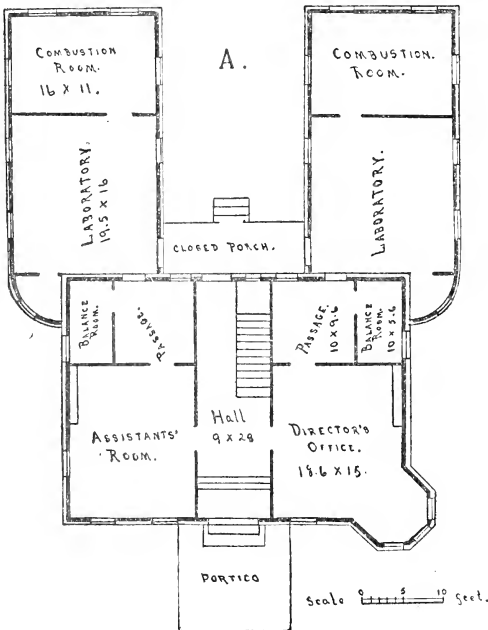 COMBUSTION
ROOM.
16 X 11.
A.
COMBUSTION.
ROOM.
LABORATORY.
19.5 X 16
LABORATORY.
CLOSED PORCH.
BALANCE
ROOM.
PASSAGE.
PASSAGE.
10 X 9.6
BALANCE
ROOM.
10 X 5.6
ASSISTANTS'
ROOM.
Hall
9 X 28
DIRECTOR'S
OFFICE.
18.6 X 15.
PORTICO
Scale 0 5 10 feet.